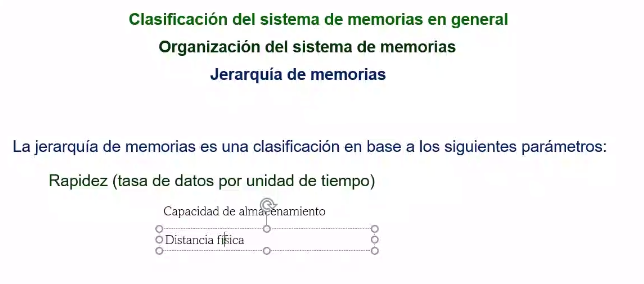 Clasificación del sistema de memorias en general
Organización del sistema de memorias
Jerarquía de memorias
La jerarquía de memorias es una clasificación en base a los siguientes parámetros:
Rapidez (tasa de datos por unidad de tiempo)
Capacidad de almacenamiento
Distancia física